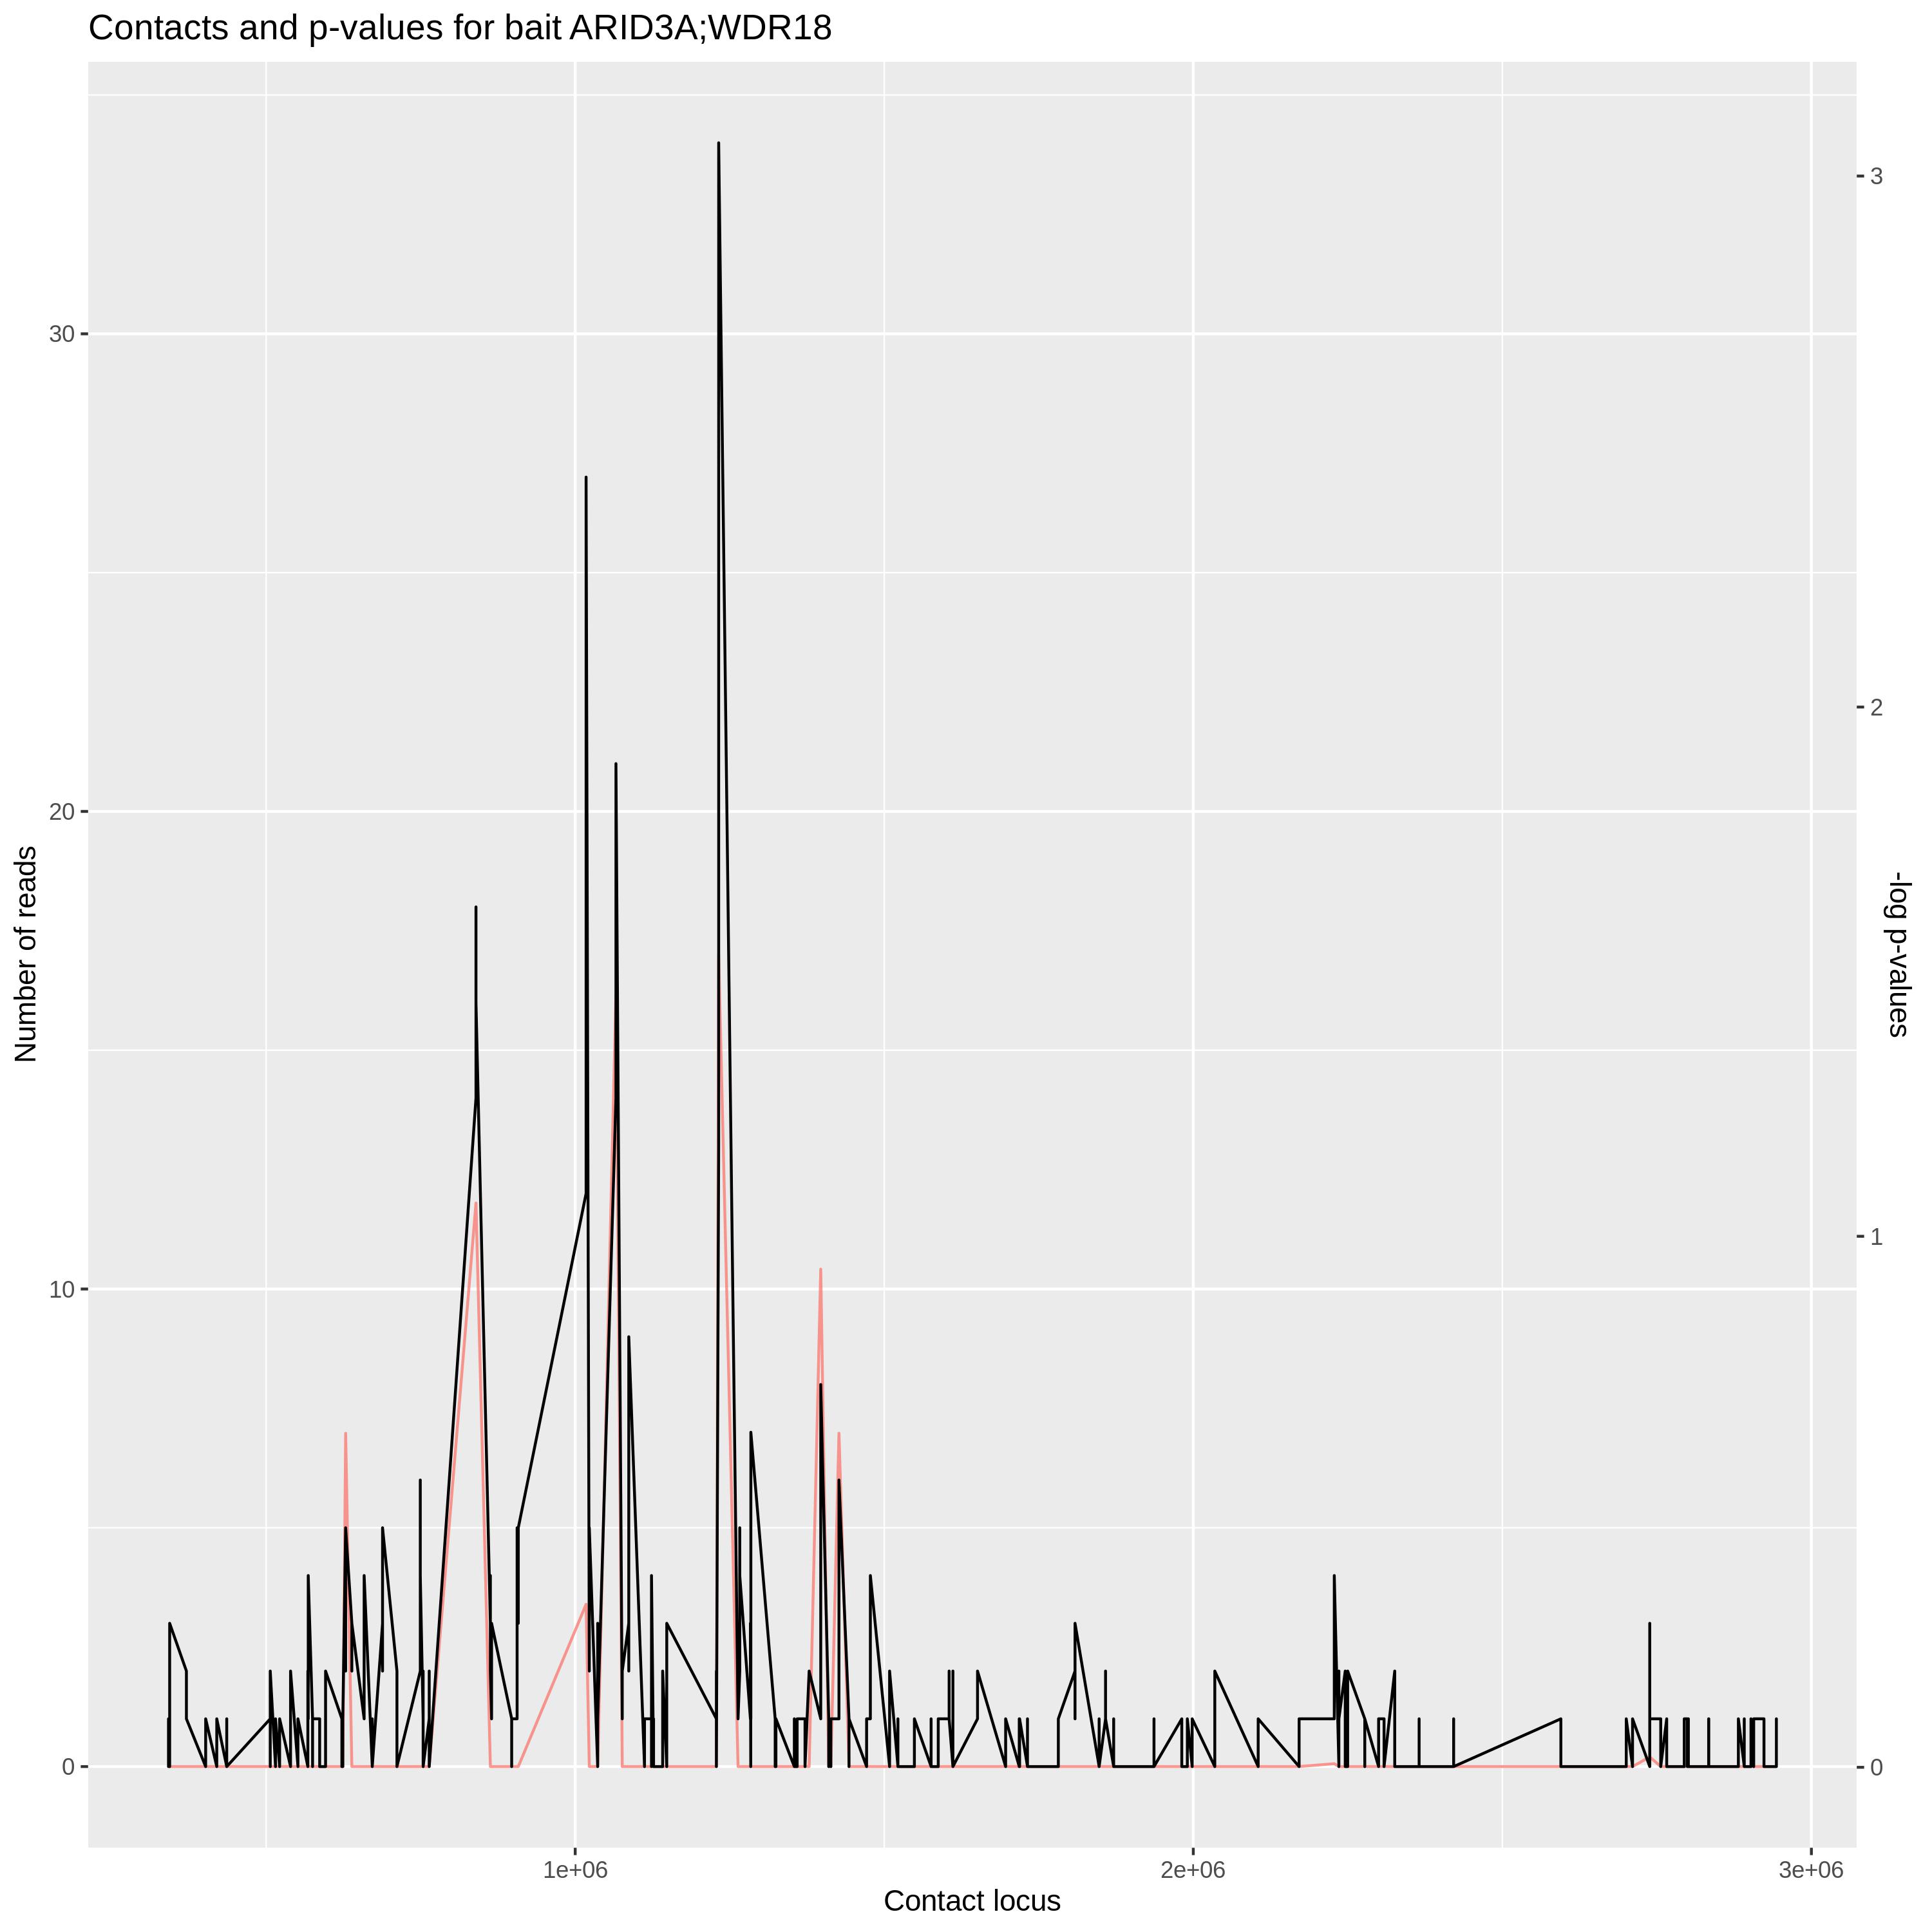 Contacts and p-values for bait ARID3A;WDR18
Number of reads
30
20
10
0
3
2
1
0
-log p-values
1e+06
2e+06
3e+06
Contact locus